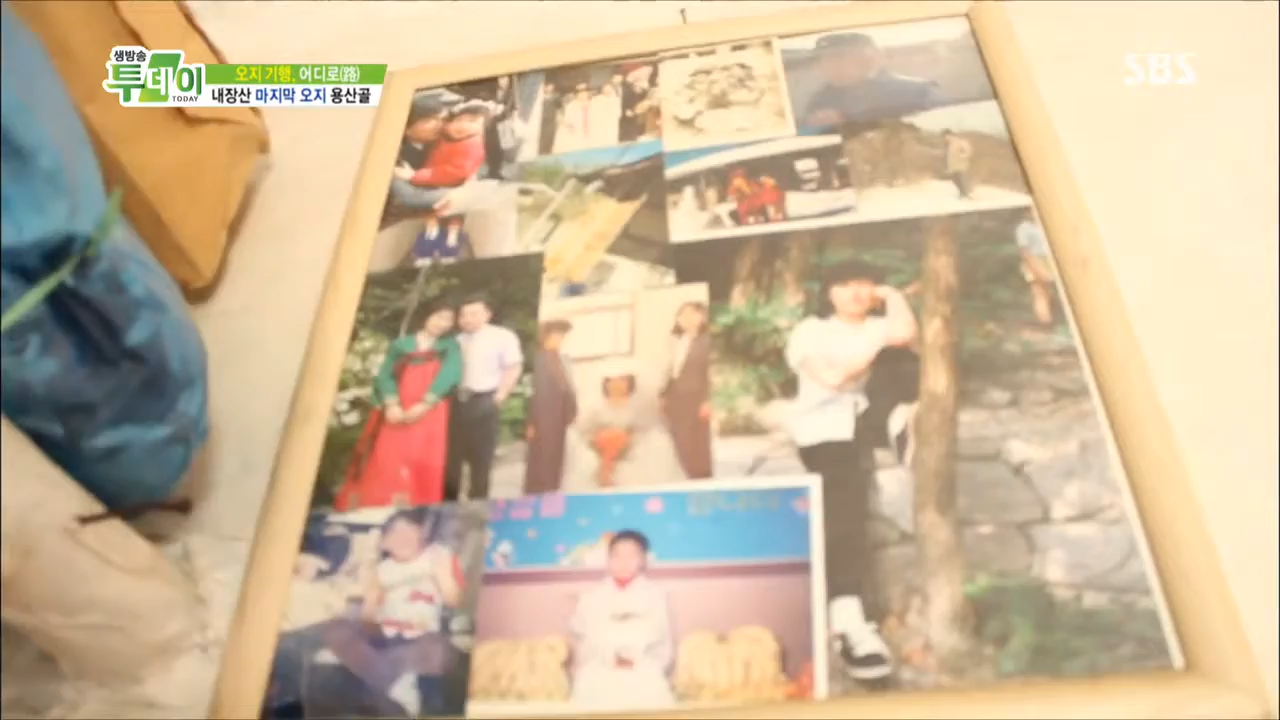 생방송
투데이
TODAY
오지 기행, 어디로(路)
내장산 마지막 오지 용산골
SBS